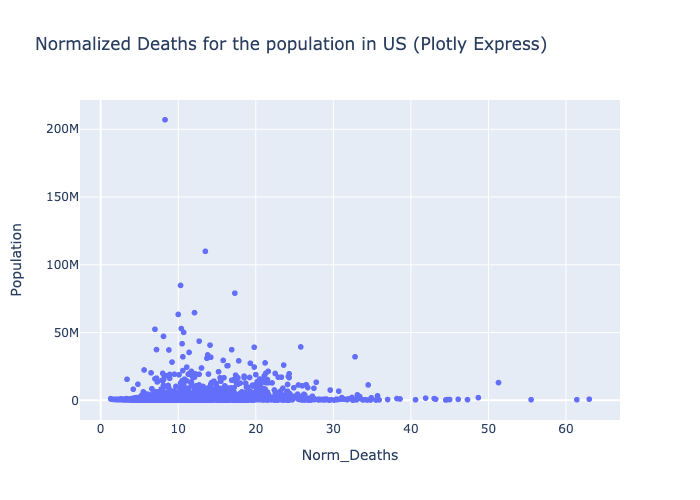 Normalized Deaths for the population in US (Plotly Express)
200M
150M
100M
50M
0
Population
0 10 20 30 40 50 60
Norm_Deaths